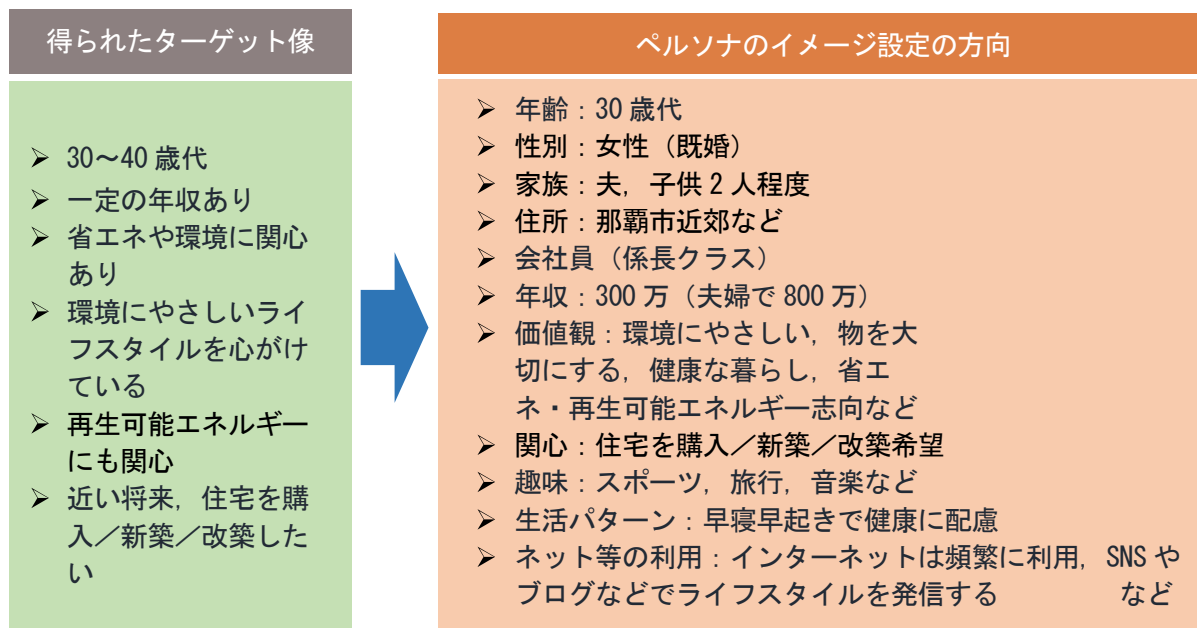 得られたターゲット像
➢ 30～40 歳代
➢ 一定の年収あり
➢ 省エネや環境に関心
あり
➢ 環境にやさしいライ
フスタイルを心がけ
ている
➢ 再生可能エネルギー
にも関心
➢ 近い将来，住宅を購
入／新築／改築した
い
ペルソナのイメージ設定の方向
➢ 年齢：30 歳代
➢ 性別：女性（既婚）
➢ 家族：夫，子供 2 人程度
➢ 住所：那覇市近郊など
➢ 会社員（係長クラス）
➢ 年収：300 万（夫婦で 800 万）
➢ 価値観：環境にやさしい，物を大
切にする，健康な暮らし，省エ
ネ・再生可能エネルギー志向など
➢ 関心：住宅を購入／新築／改築希望
➢ 趣味：スポーツ，旅行，音楽など
➢ 生活パターン：早寝早起きで健康に配慮
➢ ネット等の利用：インターネットは頻繁に利用，SNS や
ブログなどでライフスタイルを発信する など